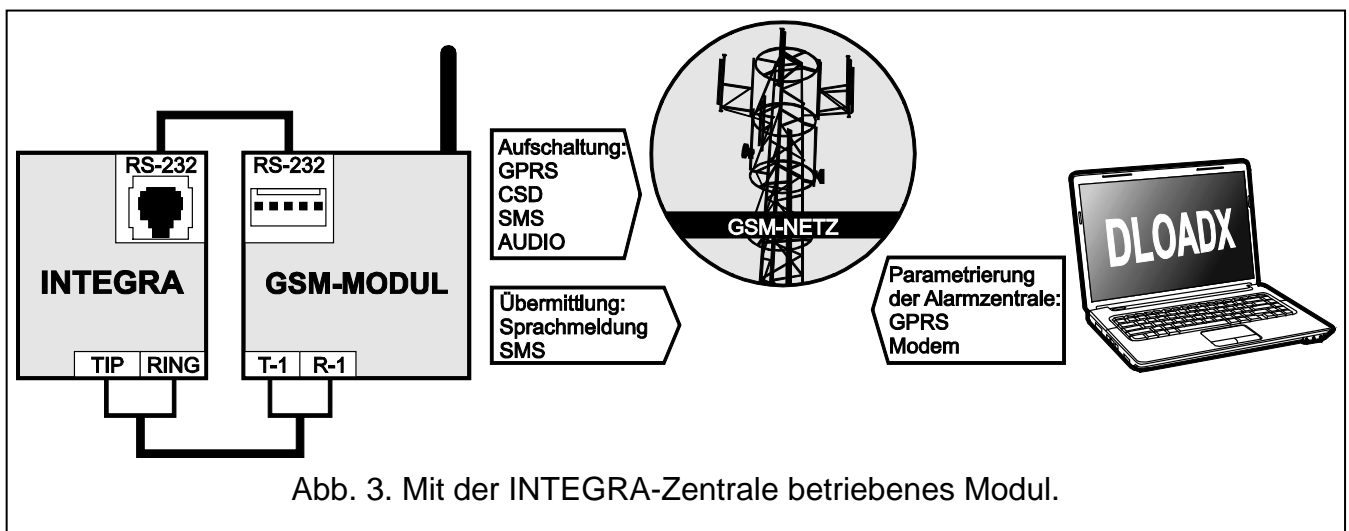 RS-232
INTEGRA
TIP RING
RS-232
GSM-MODUL
T-1 R-1
Aufschaltung:
GPRS
CSD
SMS
AUDIO
Übermittlung:
Sprachmeldung
SMS
GSM-NETZ
Parametrierung
der Alarmzentrale:
GPRS
Modem
DLOADX
Abb. 3. Mit der INTEGRA-Zentrale betriebenes Modul.